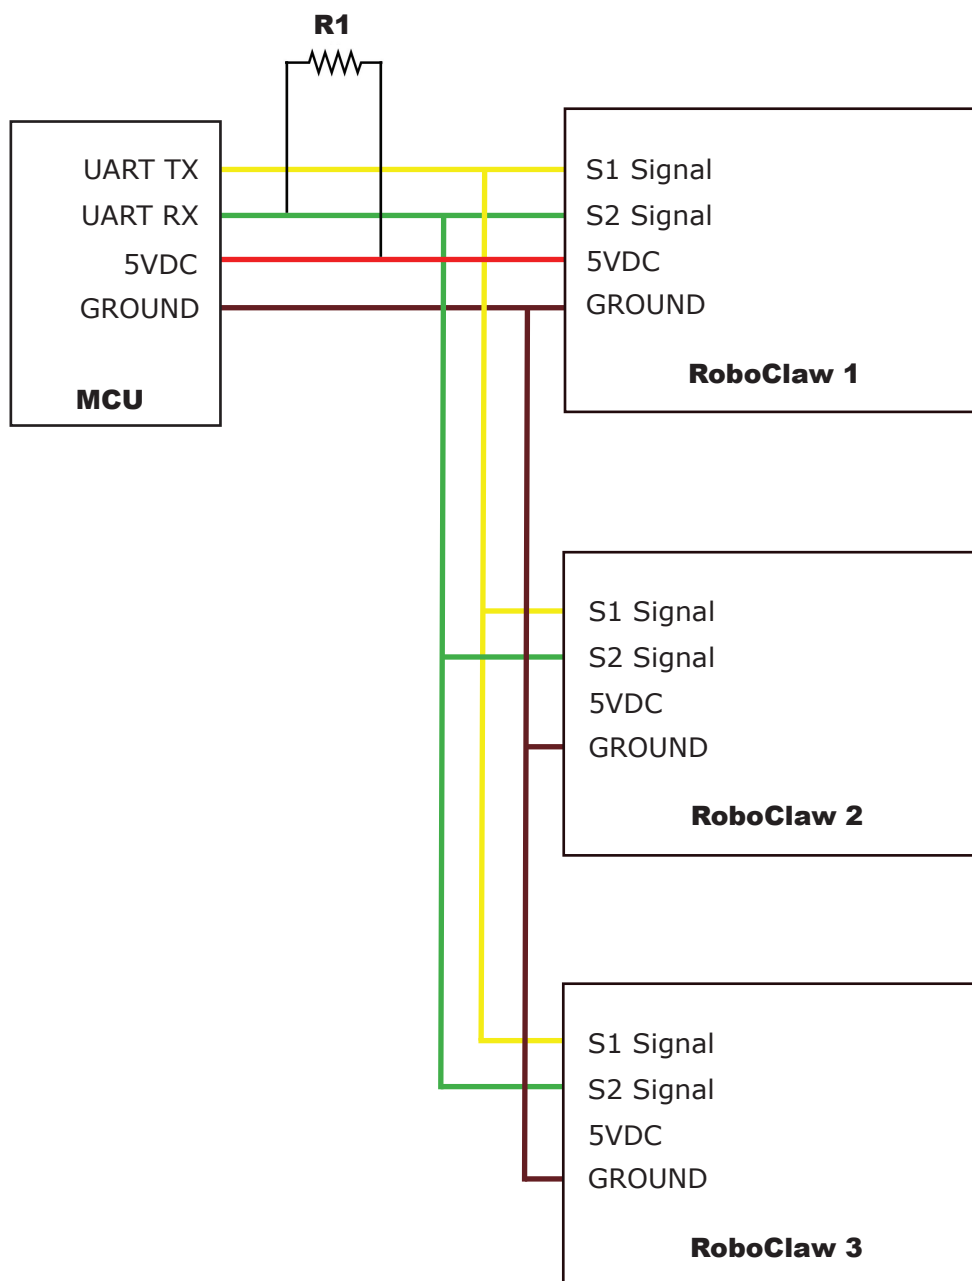 R1
UART TX
UART RX
5VDC
GROUND
MCU
S1 Signal
S2 Signal
5VDC
GROUND
RoboClaw 1
S1 Signal
S2 Signal
5VDC
GROUND
RoboClaw 2
S1 Signal
S2 Signal
5VDC
GROUND
RoboClaw 3